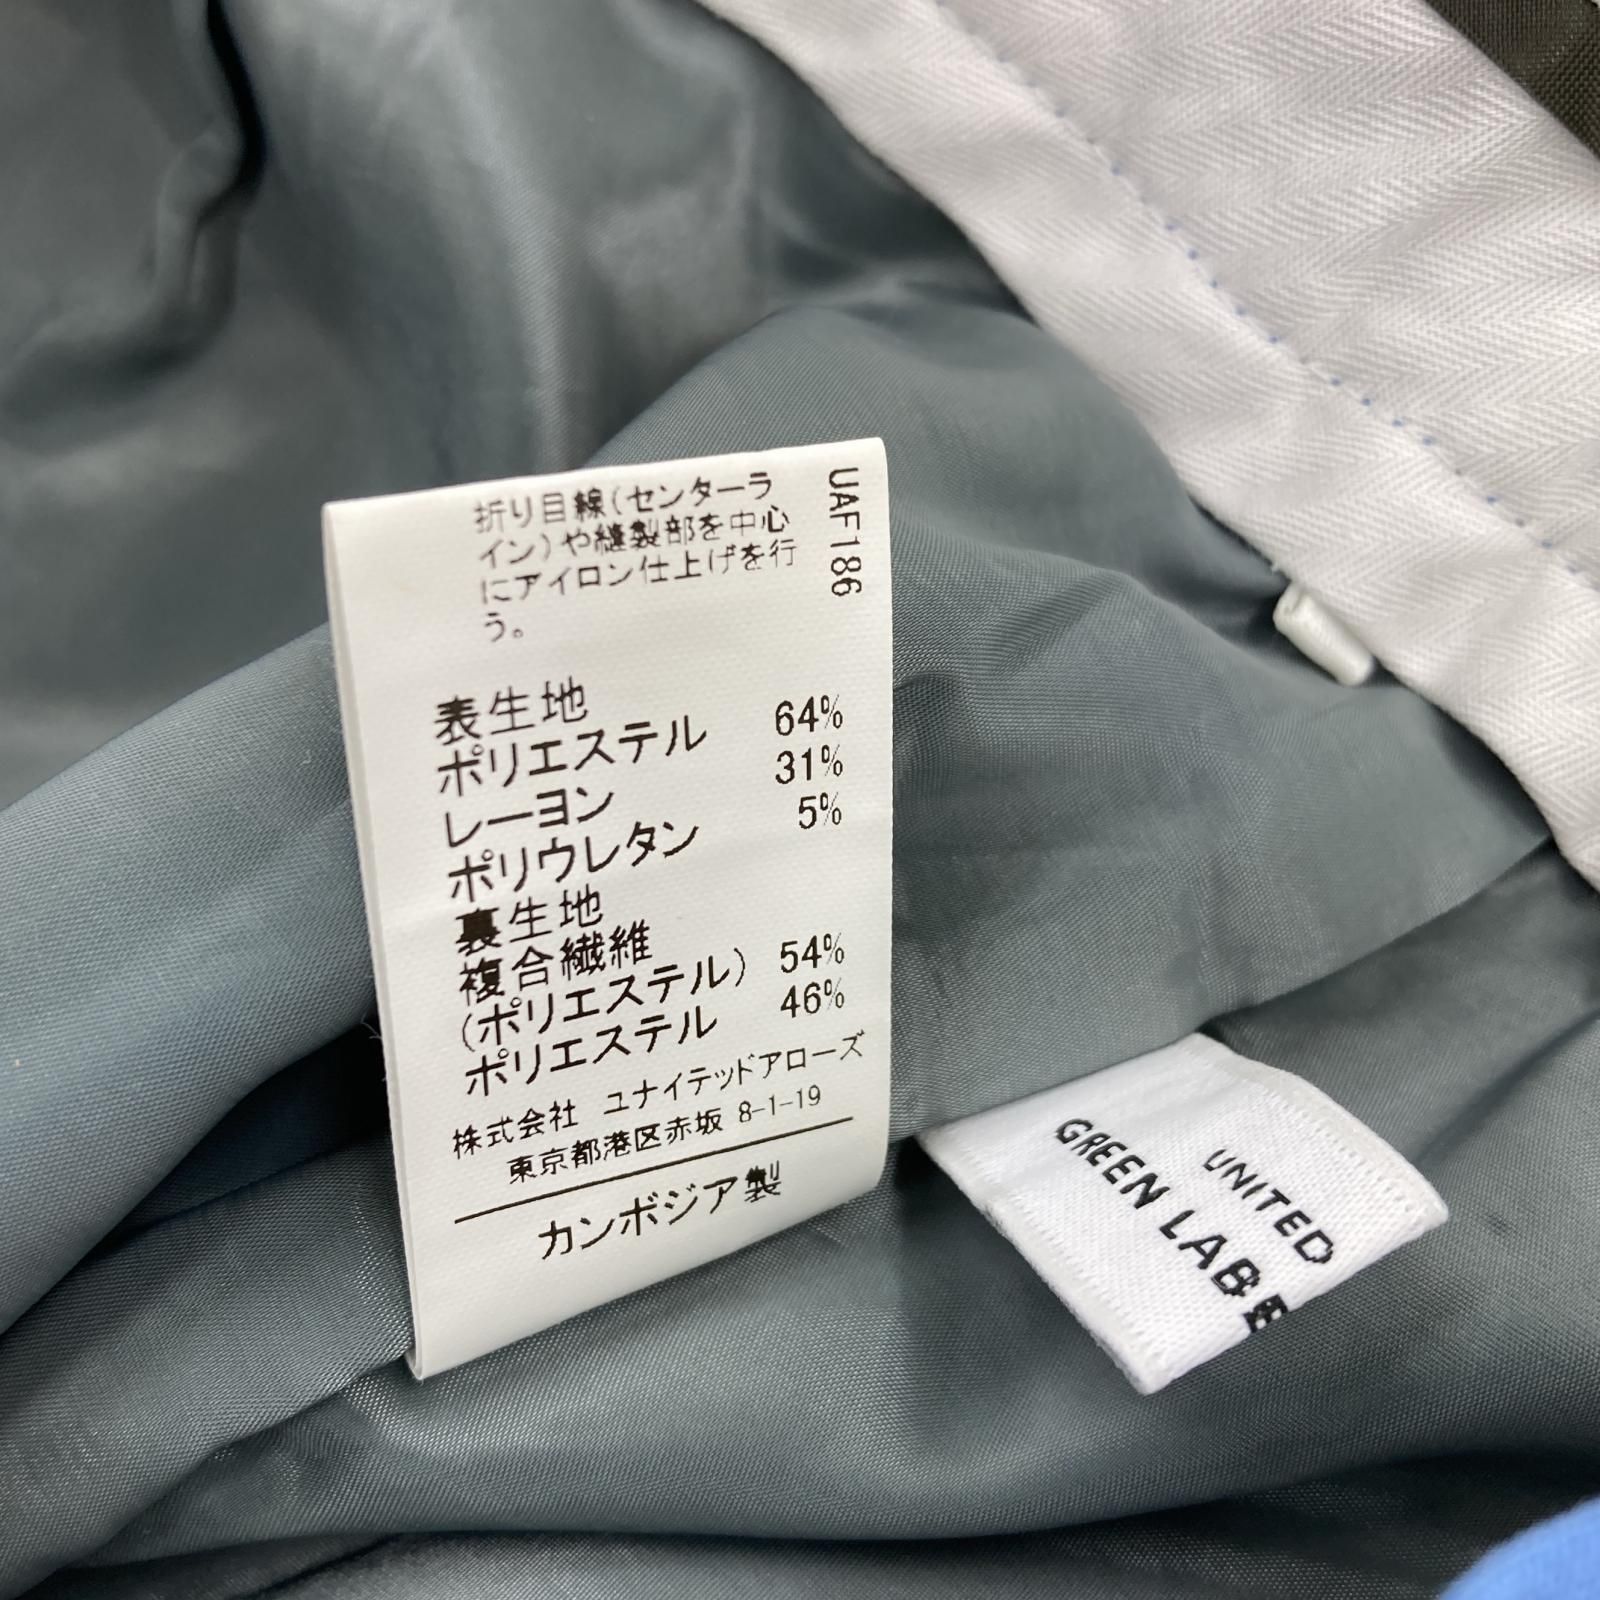 UAF186
折り目線(センターラ
イン)や縫製部を中心
にアイロン仕上げを行
う。
表生地
ポリエステル 64%
レーヨン 31%
ポリウレタン 5%
裏生地
複合繊維
(ポリエステル) 54%
ポリエステル 46%
株式会社 ユナイテッドアローズ
東京都港区赤坂 8-1-19
カンボジア製
UNITED
GREEN LABE